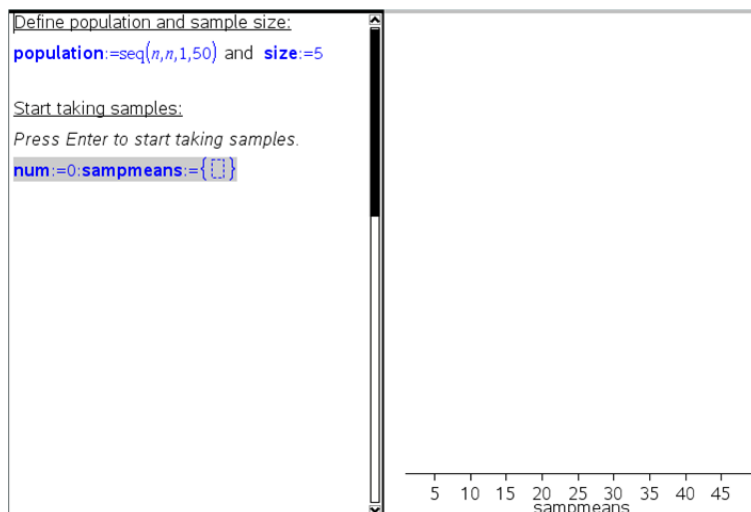 Define population and sample size:
population:=seq(n,n,1,50) and size:=5
Start taking samples:
Press Enter to start taking samples.
num:=0:sampmeans:={⬚}
5 10 15 20 25 30 35 40 45
sampmeans